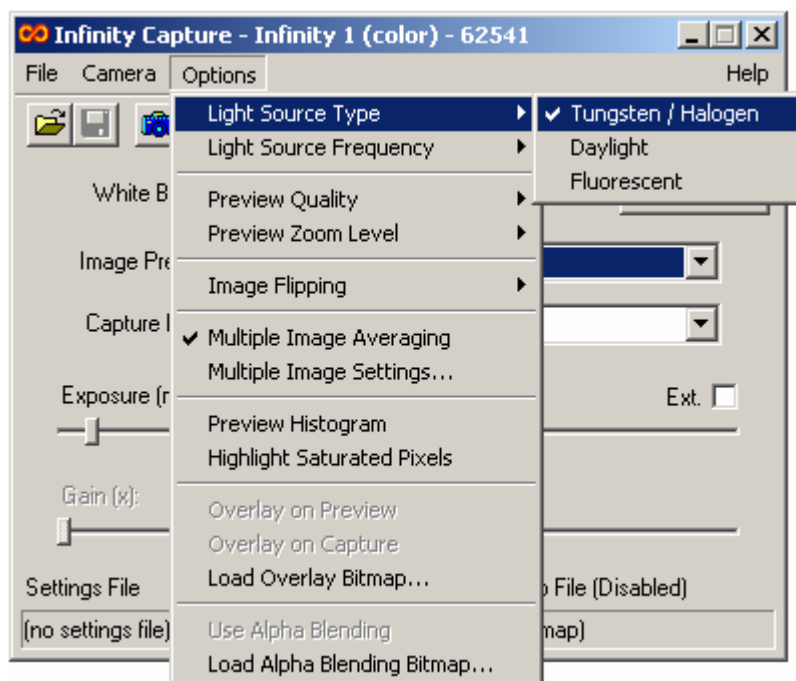 Infinity Capture - Infinity 1 (color) - 62541
File Camera Options Help
Light Source Type
Tungsten / Halogen
Light Source Frequency
Daylight
Fluorescent
White B
Preview Quality
Preview Zoom Level
Image Pre
Image Flipping
Capture I
Multiple Image Averaging
Multiple Image Settings...
Exposure (
Ext.
Preview Histogram
Highlight Saturated Pixels
Gain (x):
Overlay on Preview
Overlay on Capture
Load Overlay Bitmap...
Settings File
File (Disabled)
(no settings file)
Use Alpha Blending
map)
Load Alpha Blending Bitmap...